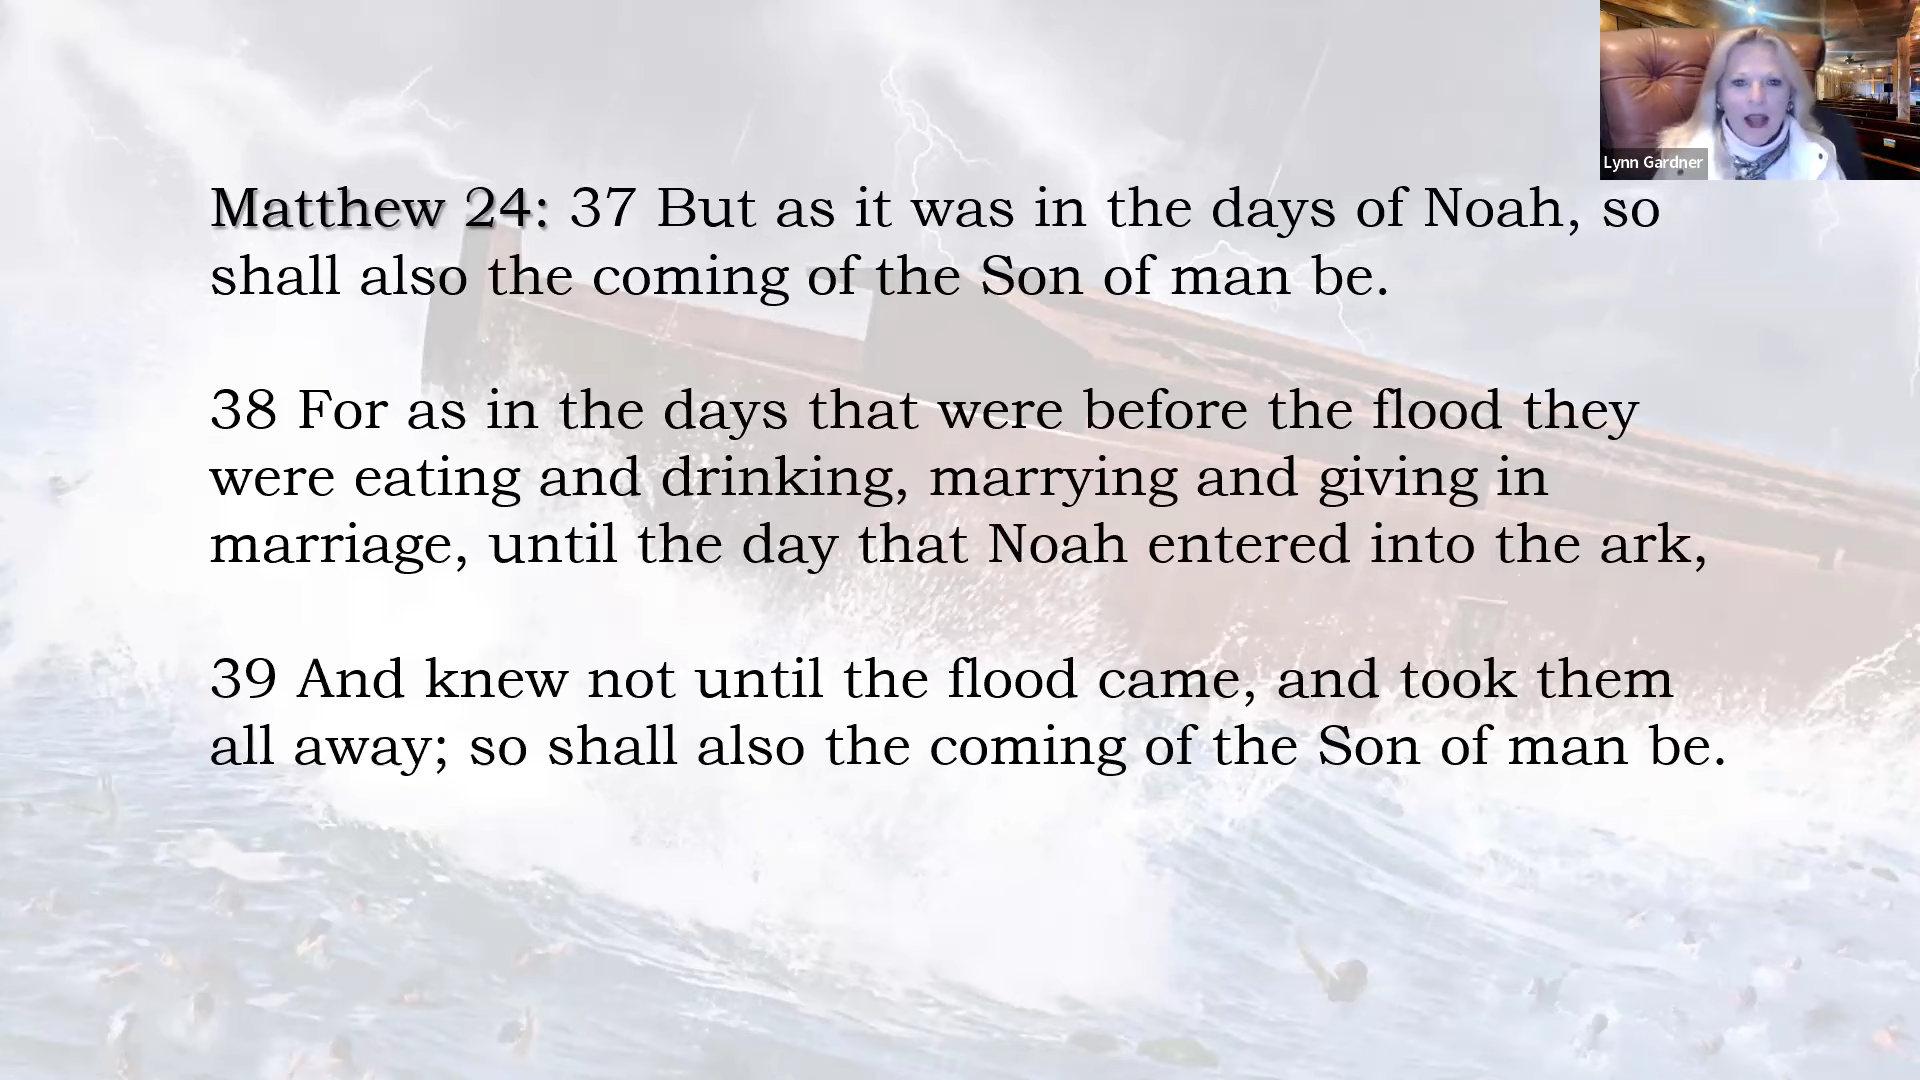 Lynn Gardner
Matthew 24: 37 But as it was in the days of Noah, so
shall also the coming of the Son of man be.
38 For as in the days that were before the flood they
were eating and drinking, marrying and giving in
marriage, until the day that Noah entered into the ark,
39 And knew not until the flood came, and took them
all away; so shall also the coming of the Son of man be.